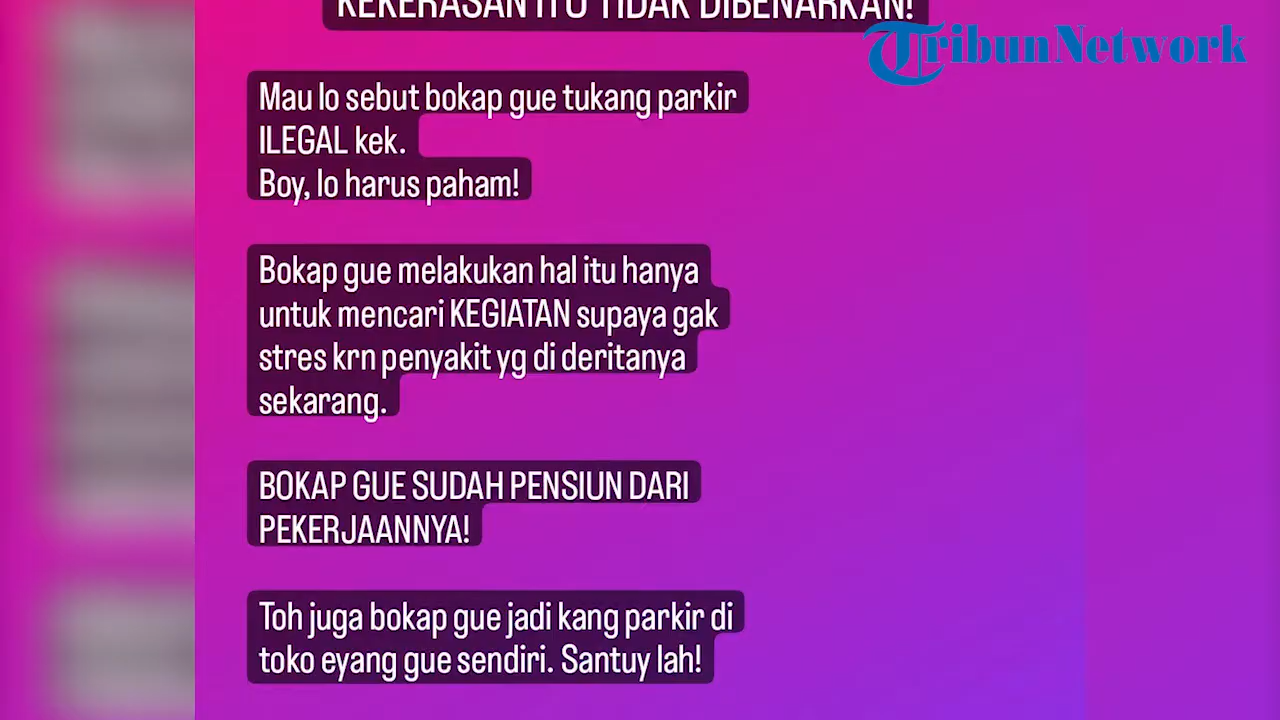 KEKERASAN ITU TIDAK DIBENARKAN!
TribunNetwork
Mau lo sebut bokap gue tukang parkir
ILEGAL kek.
Boy, lo harus paham!
Bokap gue melakukan hal itu hanya
untuk mencari KEGIATAN supaya gak
stres krn penyakit yg di deritanya
sekarang.
BOKAP GUE SUDAH PENSIUN DARI
PEKERJAANNYA!
Toh juga bokap gue jadi kang parkir di
toko eyang gue sendiri. Santuy lah!